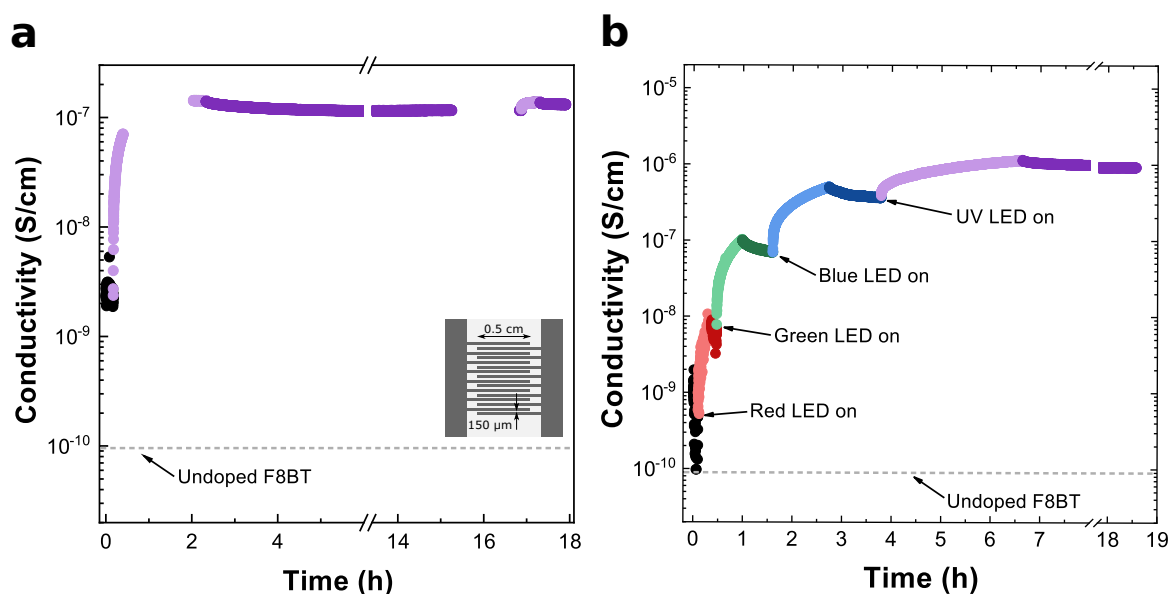 a
Conductivity (S/cm)
10⁻⁷
10⁻⁸
10⁻⁹
10⁻¹⁰
0.5 cm
150 μm
Undoped F8BT
0 2 4 14 16 18
Time (h)
b
Conductivity (S/cm)
10⁻⁵
10⁻⁶
10⁻⁷
10⁻⁸
10⁻⁹
10⁻¹⁰
UV LED on
Blue LED on
Green LED on
Red LED on
Undoped F8BT
0 1 2 3 4 5 6 7 18 19
Time (h)